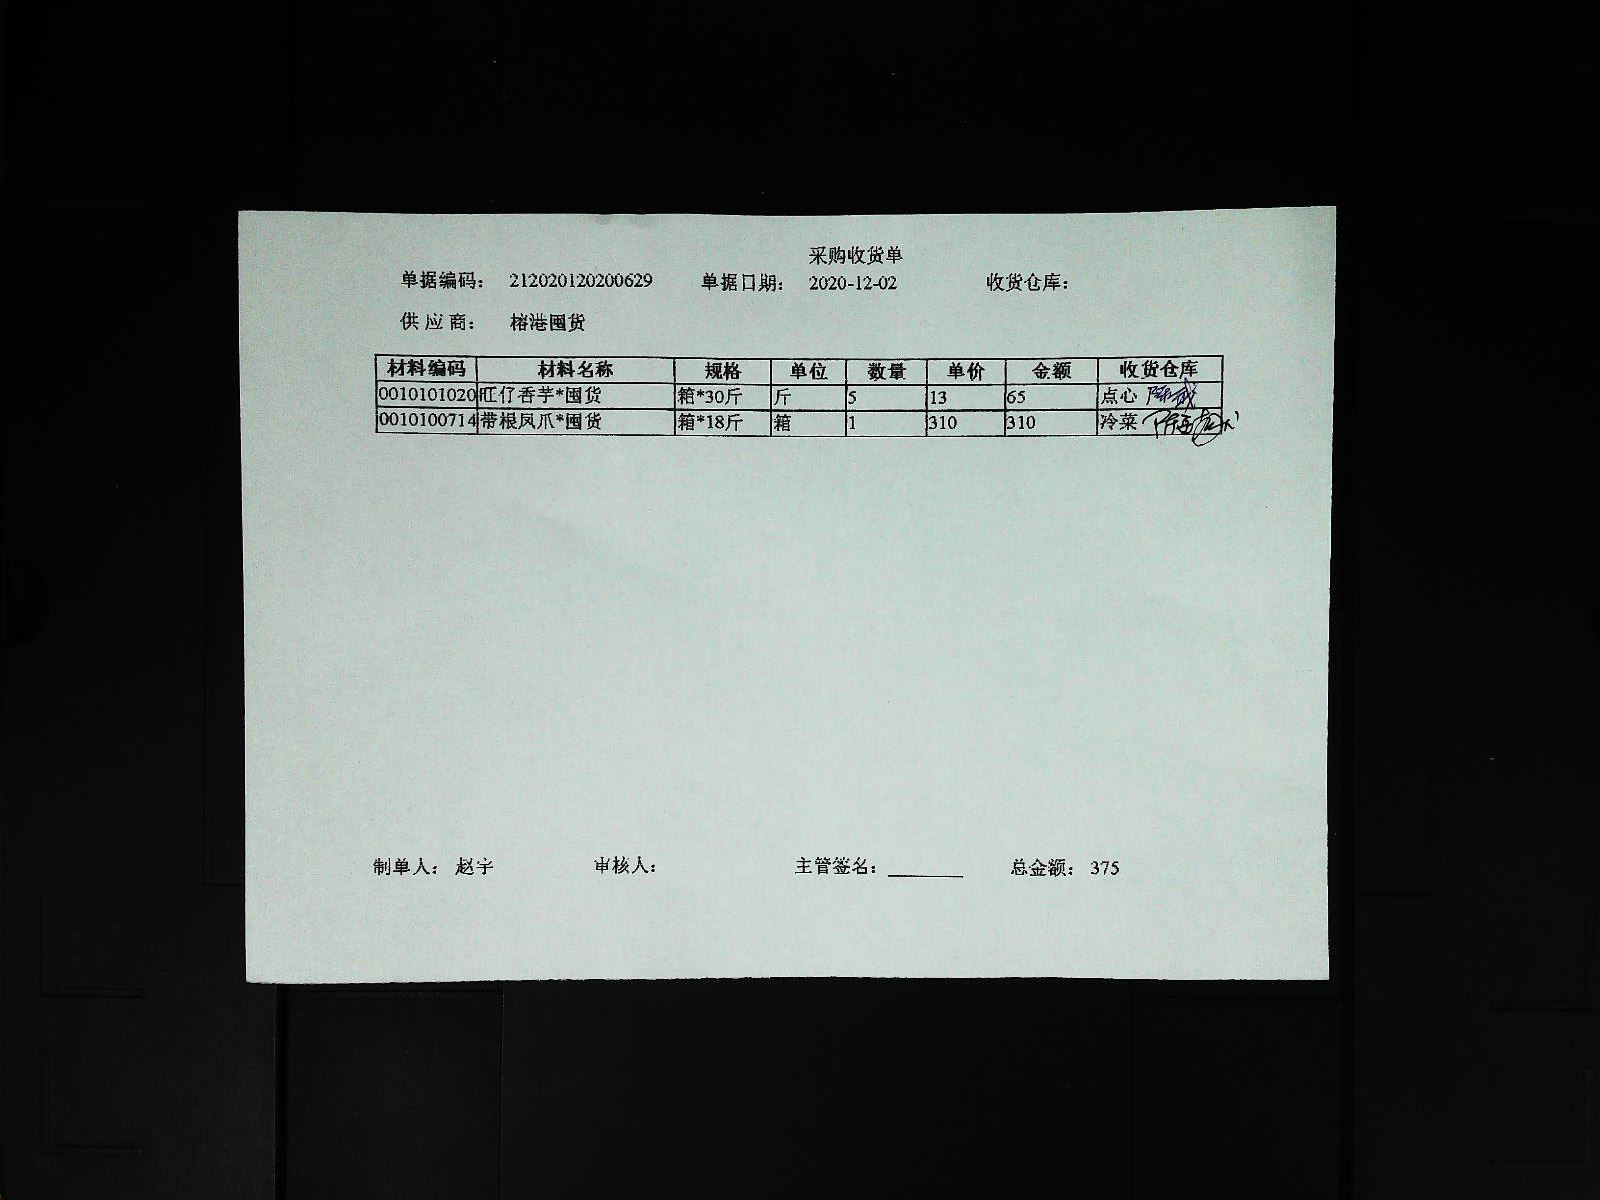 采购收货单
单据编码： 212020120200629 单据日期： 2020-12-02 收货仓库：
供 应 商： 榕港囤货
材料编码 材料名称 规格 单位 数量 单价 金额 收货仓库
0010101020 旺仔香芋*囤货 箱*30斤 斤 5 13 65 点心
0010100714 带根凤爪*囤货 箱*18斤 箱 1 310 310 冷菜
制单人： 赵宇 审核人： 主管签名： 总金额： 375